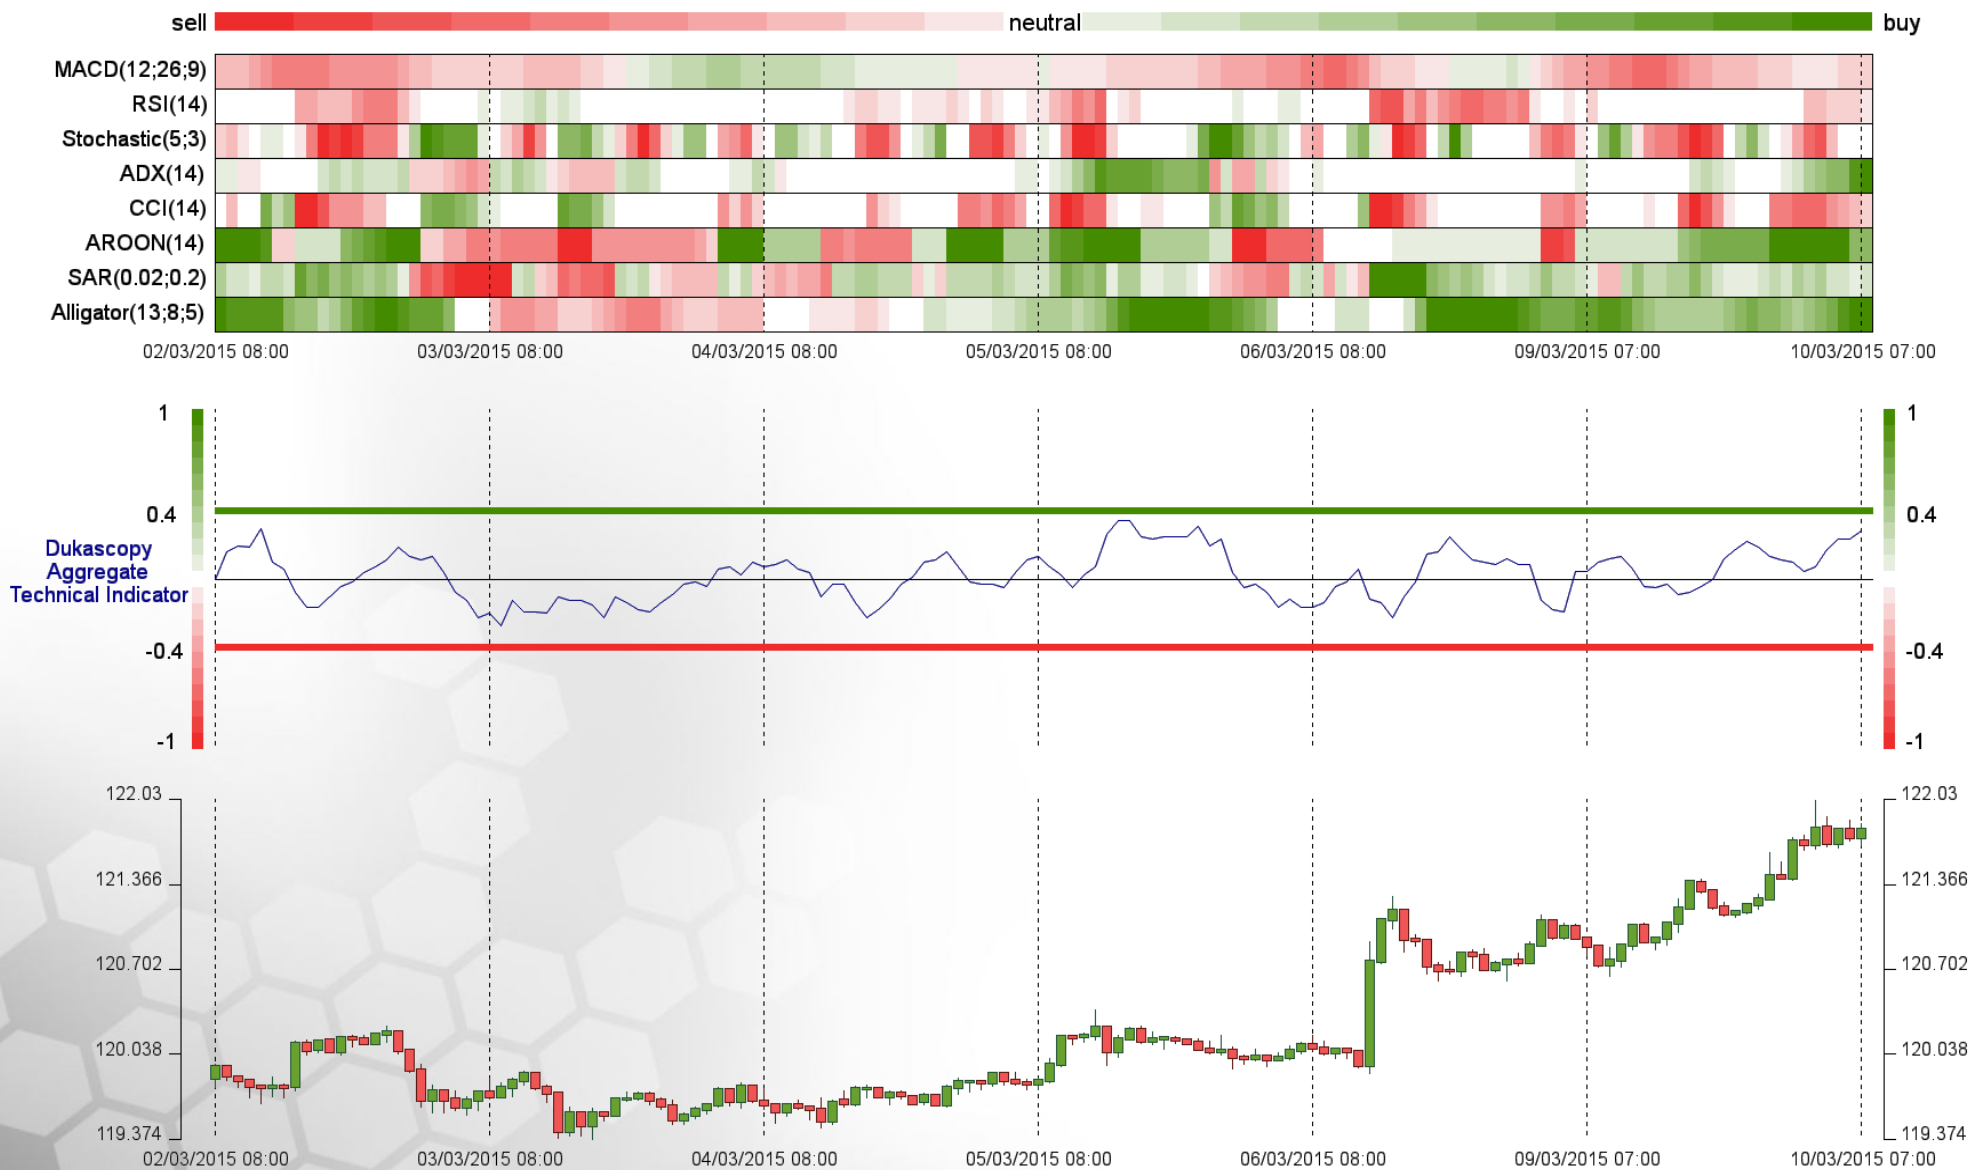 sell neutral buy
MACD(12;26;9)
RSI(14)
Stochastic(5;3)
ADX(14)
CCI(14)
AROON(14)
SAR(0.02;0.2)
Alligator(13;8;5)
02/03/2015 08:00 03/03/2015 08:00 04/03/2015 08:00 05/03/2015 08:00 06/03/2015 08:00 09/03/2015 07:00 10/03/2015 07:00
1 1
0.4 0.4
Dukascopy
Aggregate
Technical Indicator
-0.4 -0.4
-1 -1
122.03 122.03
121.366 121.366
120.702 120.702
120.038 120.038
119.374 119.374
02/03/2015 08:00 03/03/2015 08:00 04/03/2015 08:00 05/03/2015 08:00 06/03/2015 08:00 09/03/2015 07:00 10/03/2015 07:00